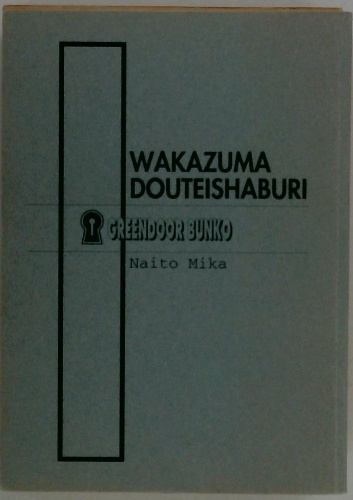 WAKAZUMA
DOUTEISHABURI
GREENDOOR BUNKO
Naito Mika